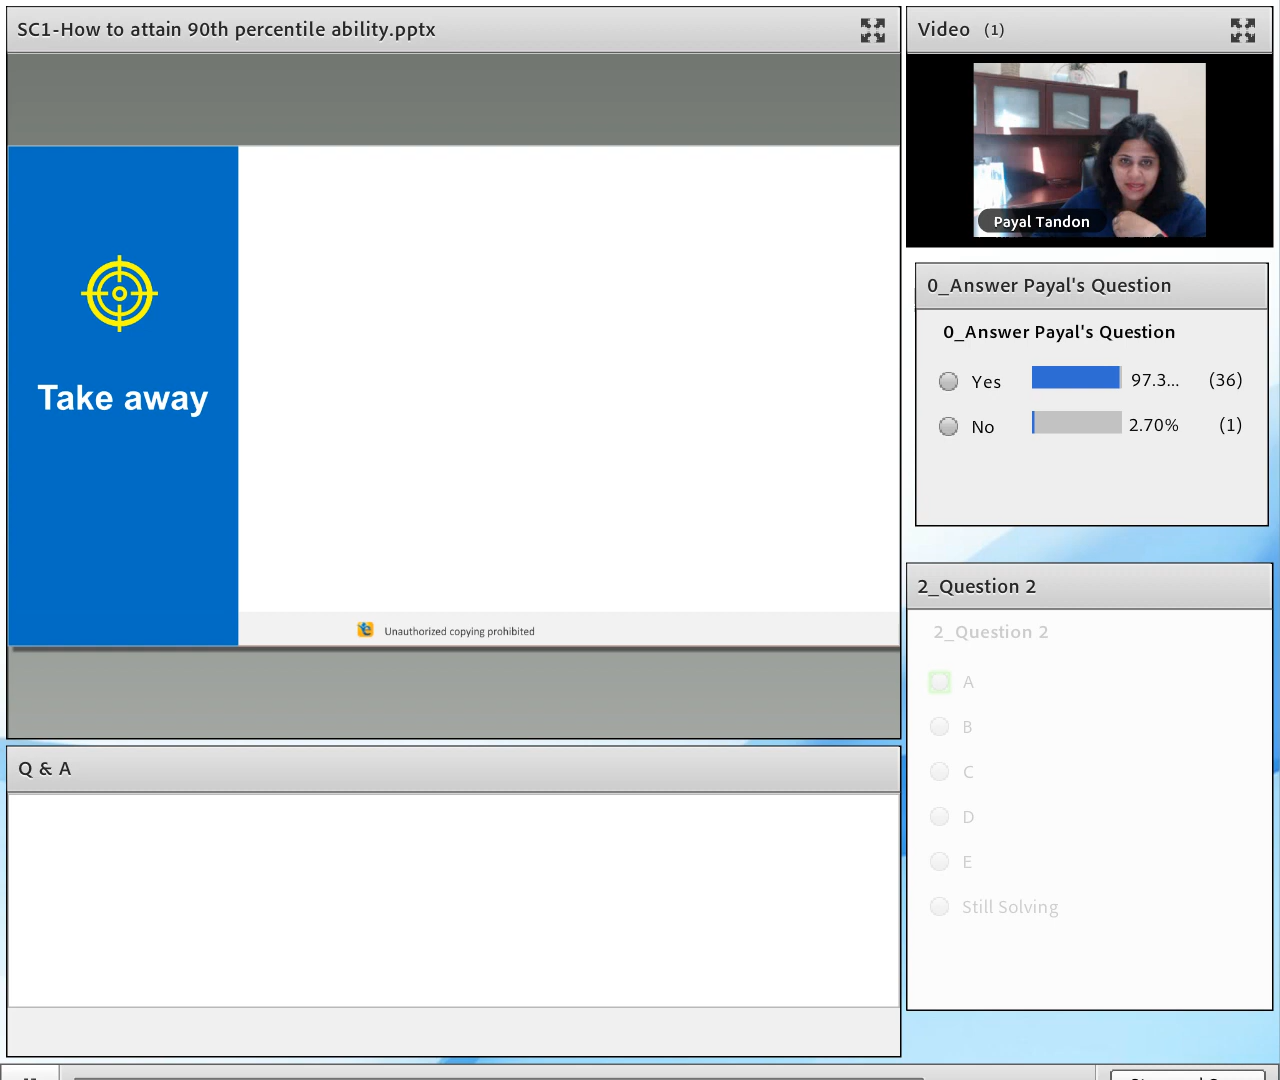 SC1-How to attain 90th percentile ability.pptx
Video (1)
Payal Tandon
Take away
Unauthorized copying prohibited
0_Answer Payal's Question
0_Answer Payal's Question
Yes 97.3... (36)
No 2.70% (1)
2_Question 2
2_Question 2
A
B
C
D
E
Still Solving
Q & A